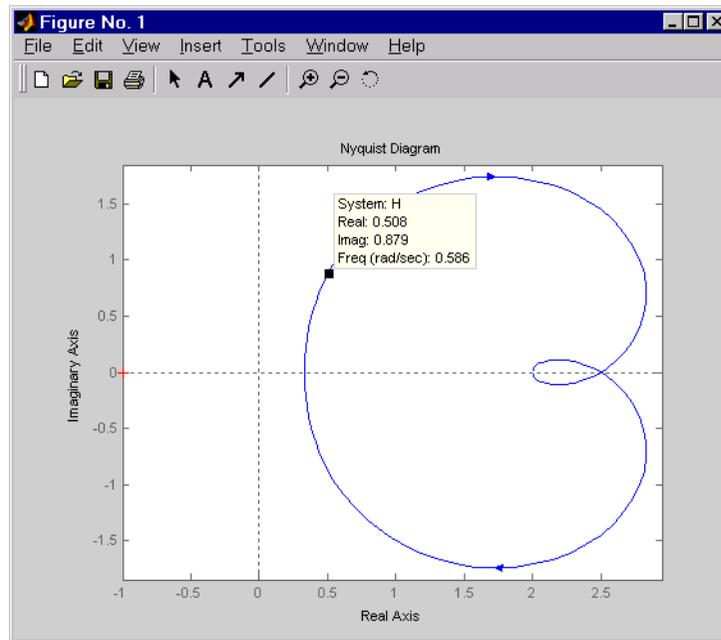 Figure No. 1
File Edit View Insert Tools Window Help
A
Nyquist Diagram
System: H
Real: 0.508
Imag: 0.879
Freq (rad/sec): 0.586
Imaginary Axis
1.5
1
0.5
0
-0.5
-1
-1.5
-1 -0.5 0 0.5 1 1.5 2 2.5
Real Axis